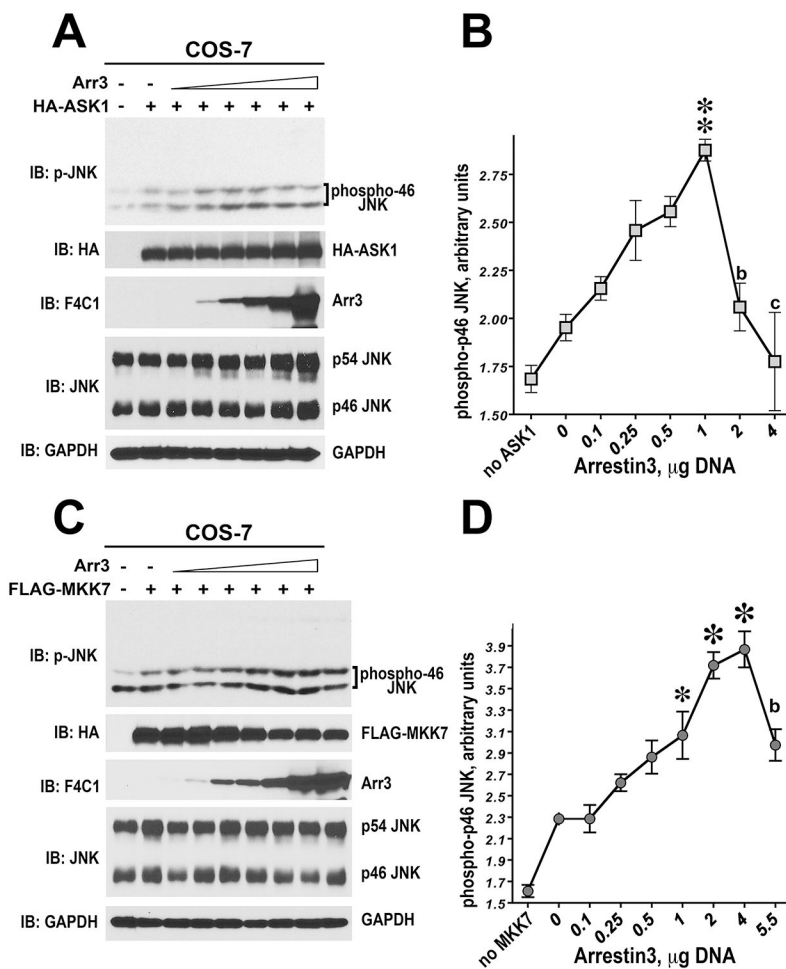 A
COS-7
Arr3 - -
HA-ASK1 - + + + + + + +
IB: p-JNK
phospho-46
JNK
IB: HA
HA-ASK1
IB: F4C1
Arr3
p54 JNK
IB: JNK
p46 JNK
IB: GAPDH
GAPDH
B
phospho-p46 JNK, arbitrary units
2.75
2.50
2.25
2.00
1.75
1.50
**
b
c
no ASK1 0 0.1 0.25 0.5 1 2 4
Arrestin3, μg DNA
C
COS-7
Arr3 - -
FLAG-MKK7 - + + + + + + +
IB: p-JNK
phospho-46
JNK
IB: HA
FLAG-MKK7
IB: F4C1
Arr3
p54 JNK
IB: JNK
p46 JNK
IB: GAPDH
GAPDH
D
phospho-p46 JNK, arbitrary units
3.9
3.7
3.5
3.3
3.1
2.9
2.7
2.5
2.3
2.1
1.9
1.7
1.5
*
*
*
b
no MKK7 0 0.1 0.25 0.5 1 2 4 5.5
Arrestin3, μg DNA